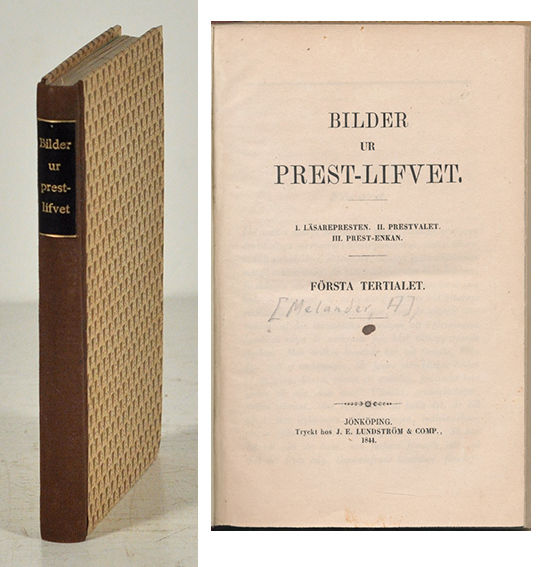 Bilder
ur
prest-
lifvet
BILDER
UR
PREST-LIFVET.
I. LÄSAREPRESTEN. II. PRESTVALET.
III. PREST-ENKAN.
FÖRSTA TERTIALET.
[Melander, A]
JÖNKÖPING.
Tryckt hos J. E. LUNDSTRÖM & COMP.,
1844.